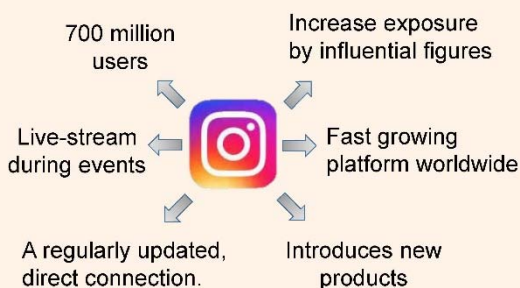 700 million
users
Increase exposure
by influential figures
Live-stream
during events
Fast growing
platform worldwide
A regularly updated,
direct connection.
Introduces new
products